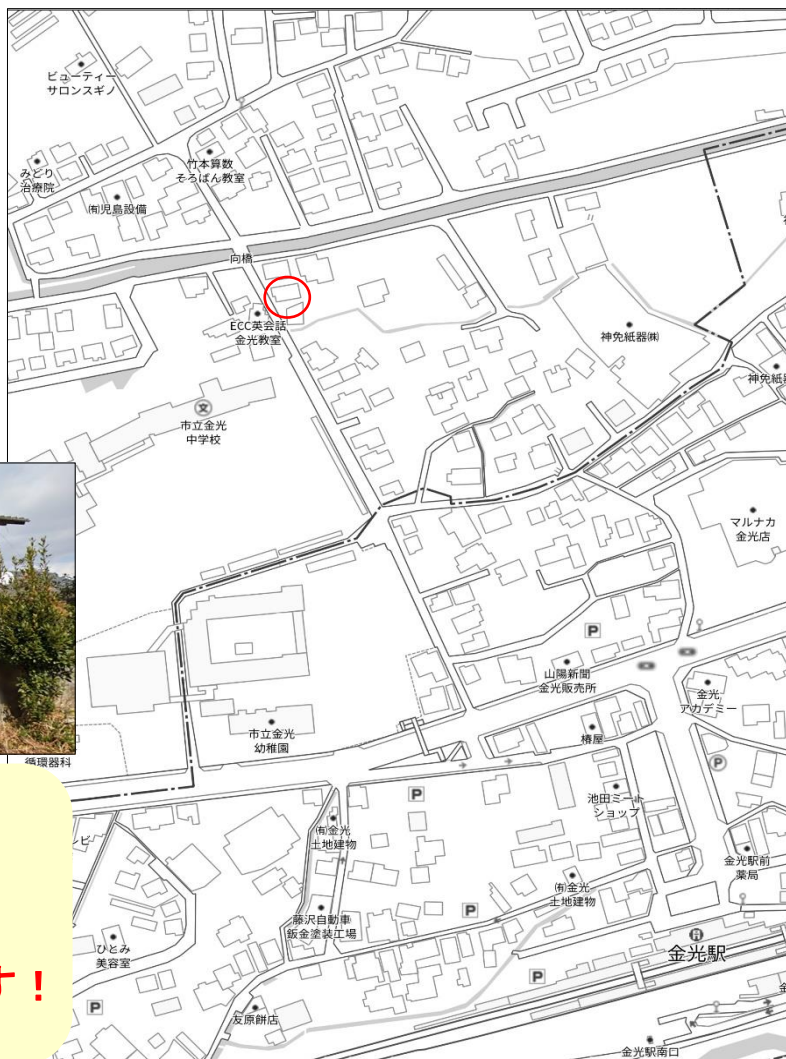 ビューティー
サロンスギノ
みどり
治療院
竹本算数
そろばん教室
㈲児島設備
向橋
ECC英会話
金光教室
神免紙器㈱
神免紙器
市立金光
中学校
文
マルナカ
金光店
P
山陽新聞
金光販売所
金光
アカデミー
市立金光
幼稚園
椿屋
循環器科
P
P
池田ミート
ショップ
㈲金光
土地建物
金光駅前
薬局
㈲金光
土地建物
P
藤沢自動車
鈑金塗装工場
ひとみ
美容室
金光駅
P
す！
P
友原餅店
金光駅南口